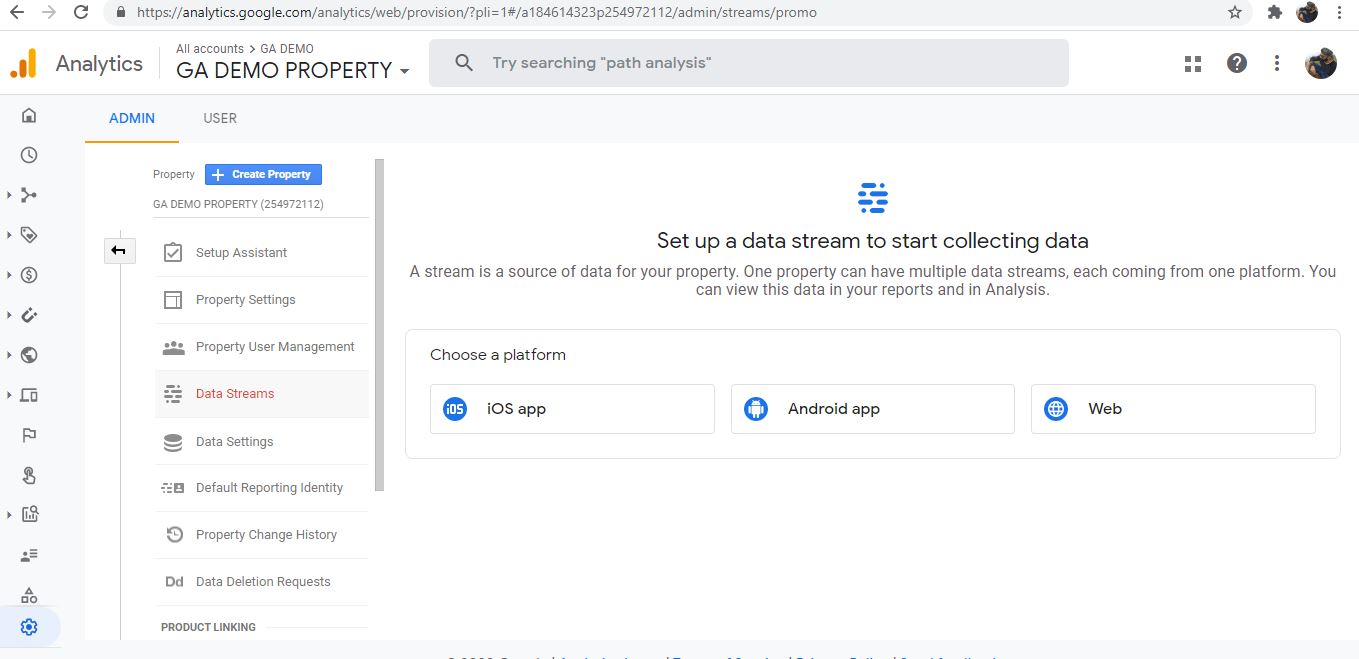 https://analytics.google.com/analytics/web/provision/?pli=1#/a184614323p254972112/admin/streams/promo
Analytics
All accounts > GA DEMO
GA DEMO PROPERTY
Try searching "path analysis"
ADMIN
USER
Property
Create Property
GA DEMO PROPERTY (254972112)
Setup Assistant
Property Settings
Property User Management
Data Streams
Data Settings
Default Reporting Identity
Property Change History
Dd Data Deletion Requests
PRODUCT LINKING
Set up a data stream to start collecting data
A stream is a source of data for your property. One property can have multiple data streams, each coming from one platform. You
can view this data in your reports and in Analysis.
Choose a platform
iOS iOS app
Android app
Web